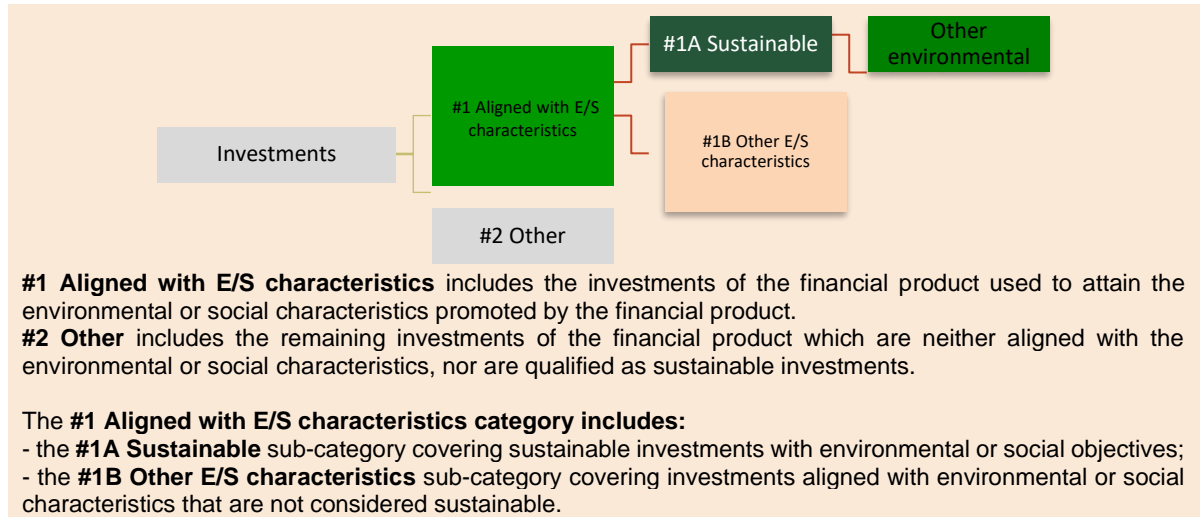 #1A Sustainable
Other
environmental
#1 Aligned with E/S
characteristics
Investments
#1B Other E/S
characteristics
#2 Other
#1 Aligned with E/S characteristics includes the investments of the financial product used to attain the
environmental or social characteristics promoted by the financial product.
#2 Other includes the remaining investments of the financial product which are neither aligned with the
environmental or social characteristics, nor are qualified as sustainable investments.
The #1 Aligned with E/S characteristics category includes:
- the #1A Sustainable sub-category covering sustainable investments with environmental or social objectives;
- the #1B Other E/S characteristics sub-category covering investments aligned with environmental or social
characteristics that are not considered sustainable.